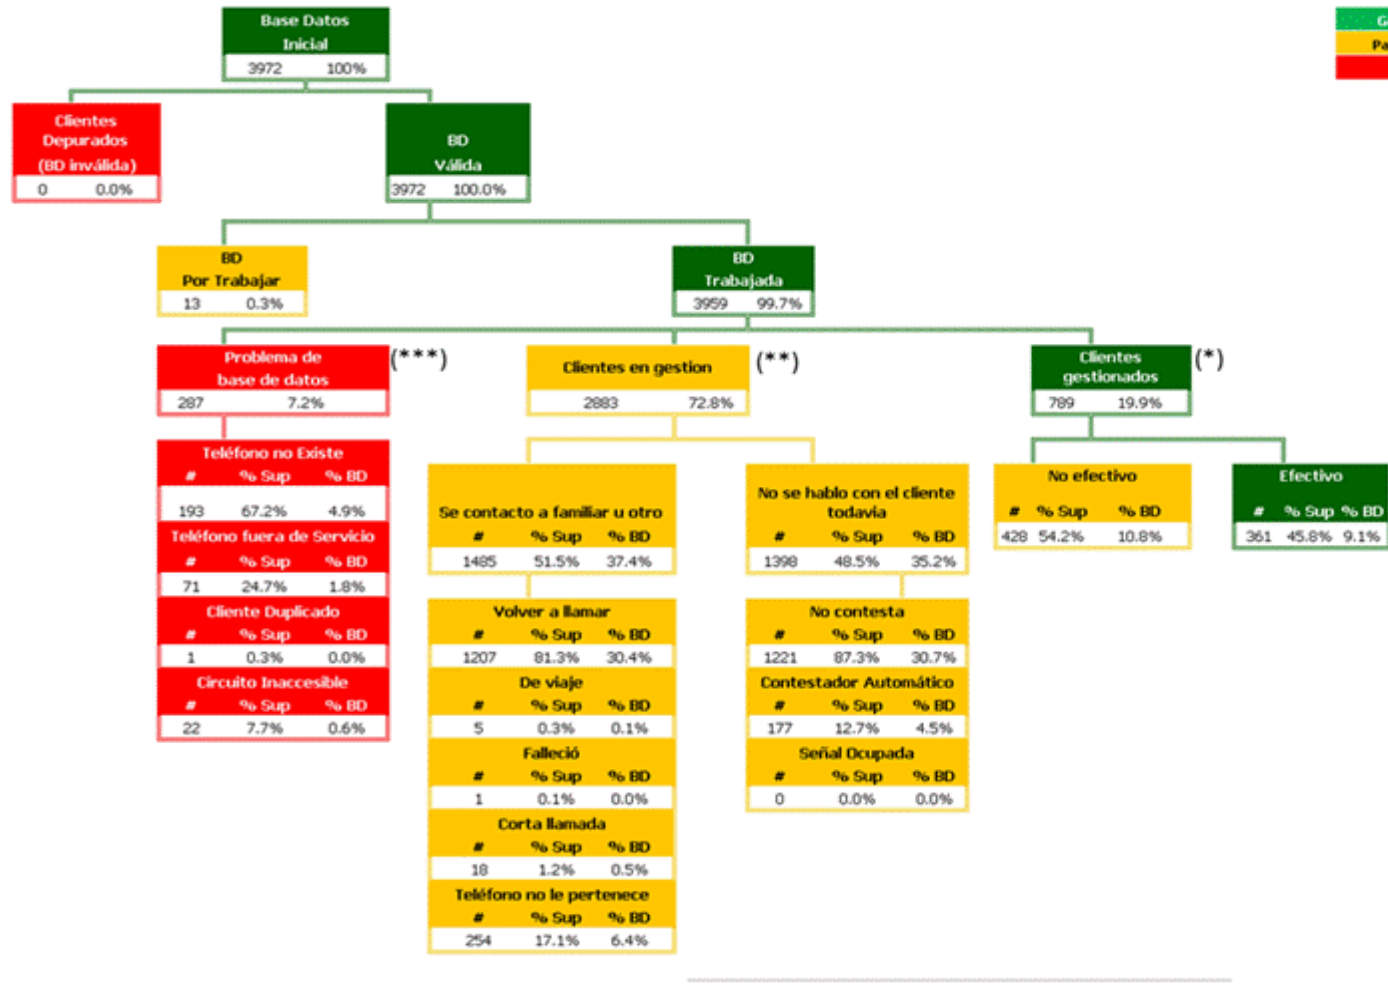 Base Datos
Inicial
3972 100%
Clientes
Depurados
(BD inválida)
0 0.0%
BD
Válida
3972 100.0%
BD
Por Trabajar
13 0.3%
BD
Trabajada
3959 99.7%
Problema de
base de datos
287 7.2%
(***)
Clientes en gestion
2883 72.8%
(**)
Clientes
gestionados
789 19.9%
(*)
Teléfono no Existe
# % Sup % BD
193 67.2% 4.9%
Teléfono fuera de Servicio
# % Sup % BD
71 24.7% 1.8%
Cliente Duplicado
# % Sup % BD
1 0.3% 0.0%
Circuito Inaccesible
# % Sup % BD
22 7.7% 0.6%
Se contacto a familiar u otro
# % Sup % BD
1485 51.5% 37.4%
Volver a llamar
# % Sup % BD
1207 81.3% 30.4%
De viaje
# % Sup % BD
5 0.3% 0.1%
Falleció
# % Sup % BD
1 0.1% 0.0%
Corta llamada
# % Sup % BD
18 1.2% 0.5%
Teléfono no le pertenece
# % Sup % BD
254 17.1% 6.4%
No se hablo con el cliente
todavia
# % Sup % BD
1398 48.5% 35.2%
No contesta
# % Sup % BD
1221 87.3% 30.7%
Contestador Automático
# % Sup % BD
177 12.7% 4.5%
Señal Ocupada
# % Sup % BD
0 0.0% 0.0%
No efectivo
# % Sup % BD
428 54.2% 10.8%
Efectivo
# % Sup % BD
361 45.8% 9.1%